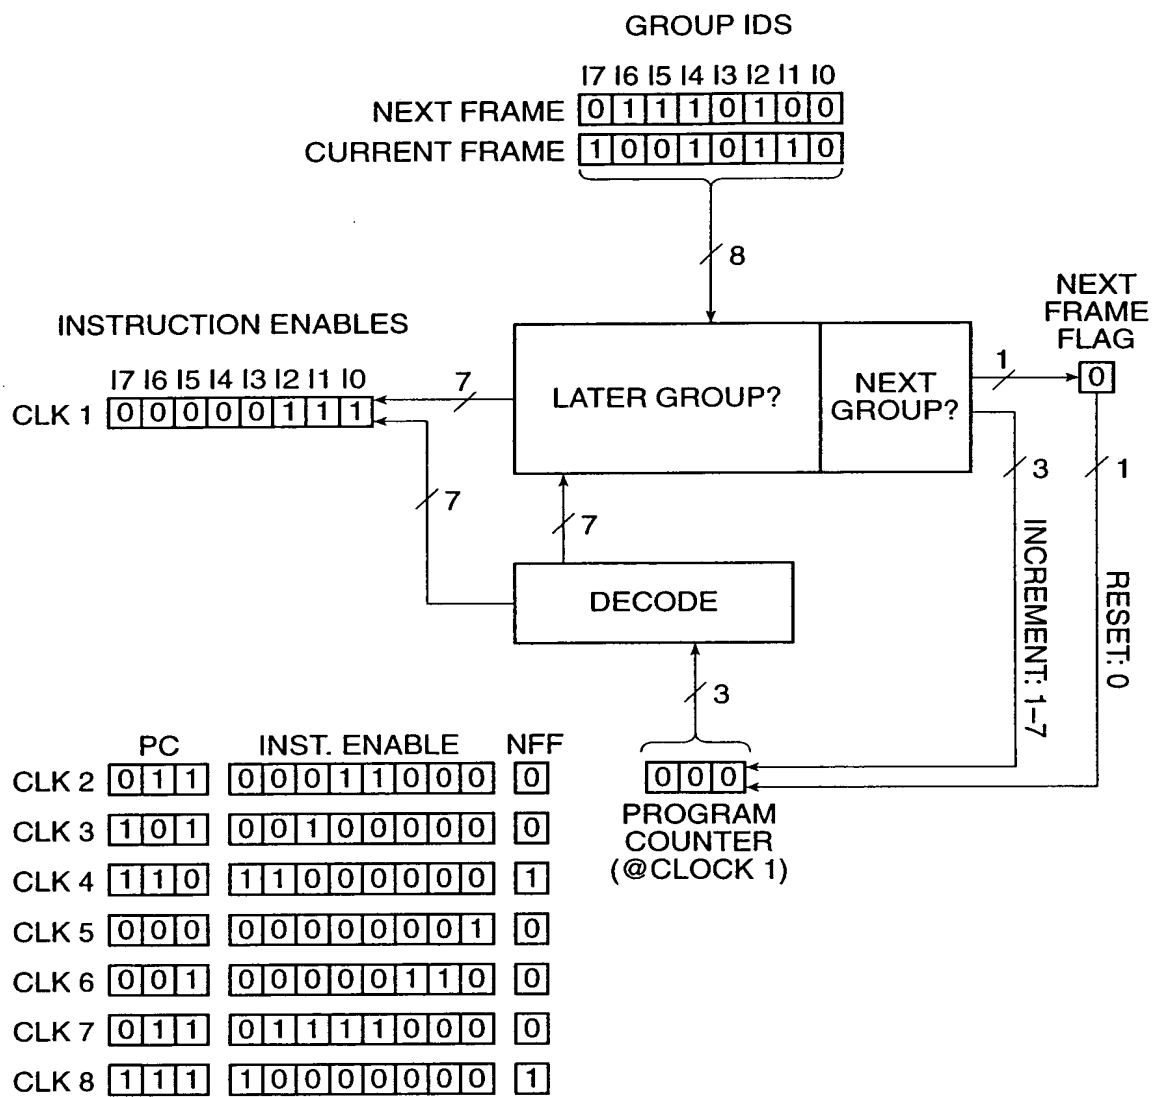 GROUP IDS
I7 I6 I5 I4 I3 I2 I1 I0
NEXT FRAME 0 1 1 1 0 1 0 0
CURRENT FRAME 1 0 0 1 0 1 1 0
8
NEXT
FRAME
FLAG
0
INSTRUCTION ENABLES
I7 I6 I5 I4 I3 I2 I1 I0
CLK 1 0 0 0 0 0 1 1 1
7
LATER GROUP?
NEXT
GROUP?
1
3
1
7
7
DECODE
INCREMENT: 1–7
RESET: 0
3
0 0 0
PROGRAM
COUNTER
(@CLOCK 1)
PC INST. ENABLE NFF
CLK 2 0 1 1 0 0 0 1 1 0 0 0 0
CLK 3 1 0 1 0 0 1 0 0 0 0 0 0
CLK 4 1 1 0 1 1 0 0 0 0 0 0 1
CLK 5 0 0 0 0 0 0 0 0 0 0 1 0
CLK 6 0 0 1 0 0 0 0 0 1 1 0 0
CLK 7 0 1 1 0 1 1 1 1 0 0 0 0
CLK 8 1 1 1 1 0 0 0 0 0 0 0 1